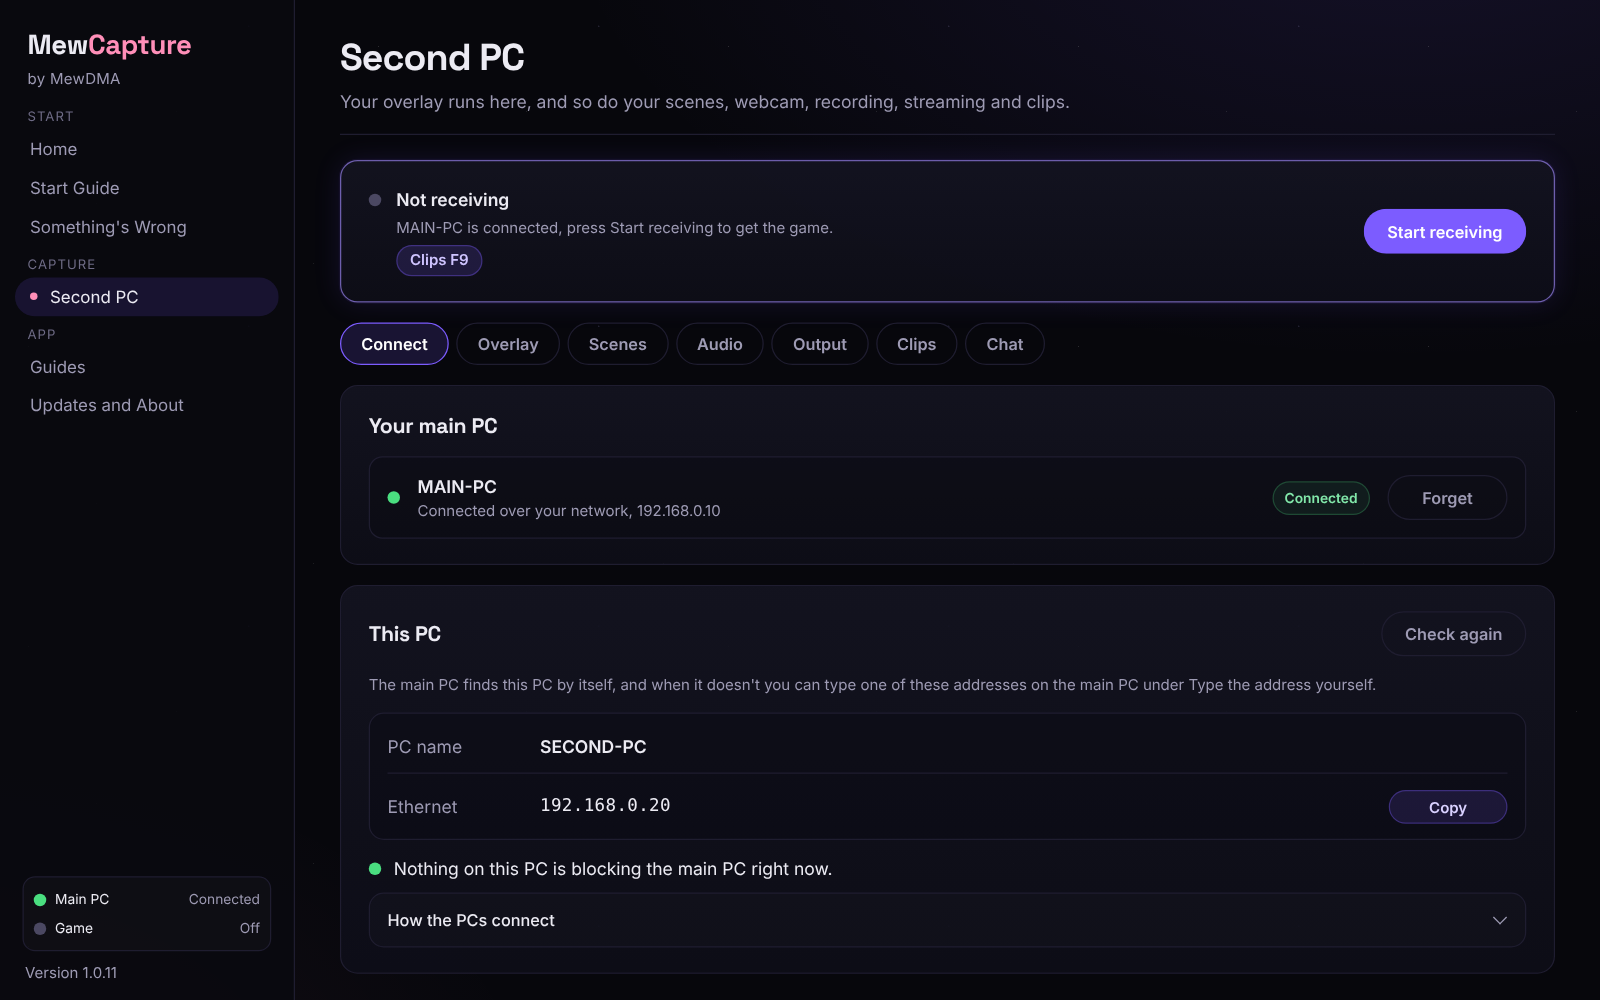 MewCapture
by MewDMA
START
Home
Start Guide
Something's Wrong
CAPTURE
Second PC
APP
Guides
Updates and About
Main PC Connected
Game Off
Version 1.0.11
Second PC
Your overlay runs here, and so do your scenes, webcam, recording, streaming and clips.
Not receiving
MAIN-PC is connected, press Start receiving to get the game.
Clips F9
Start receiving
Connect Overlay Scenes Audio Output Clips Chat
Your main PC
MAIN-PC
Connected over your network, 192.168.0.10
Connected Forget
This PC
Check again
The main PC finds this PC by itself, and when it doesn't you can type one of these addresses on the main PC under Type the address yourself.
PC name SECOND-PC
Ethernet 192.168.0.20 Copy
Nothing on this PC is blocking the main PC right now.
How the PCs connect